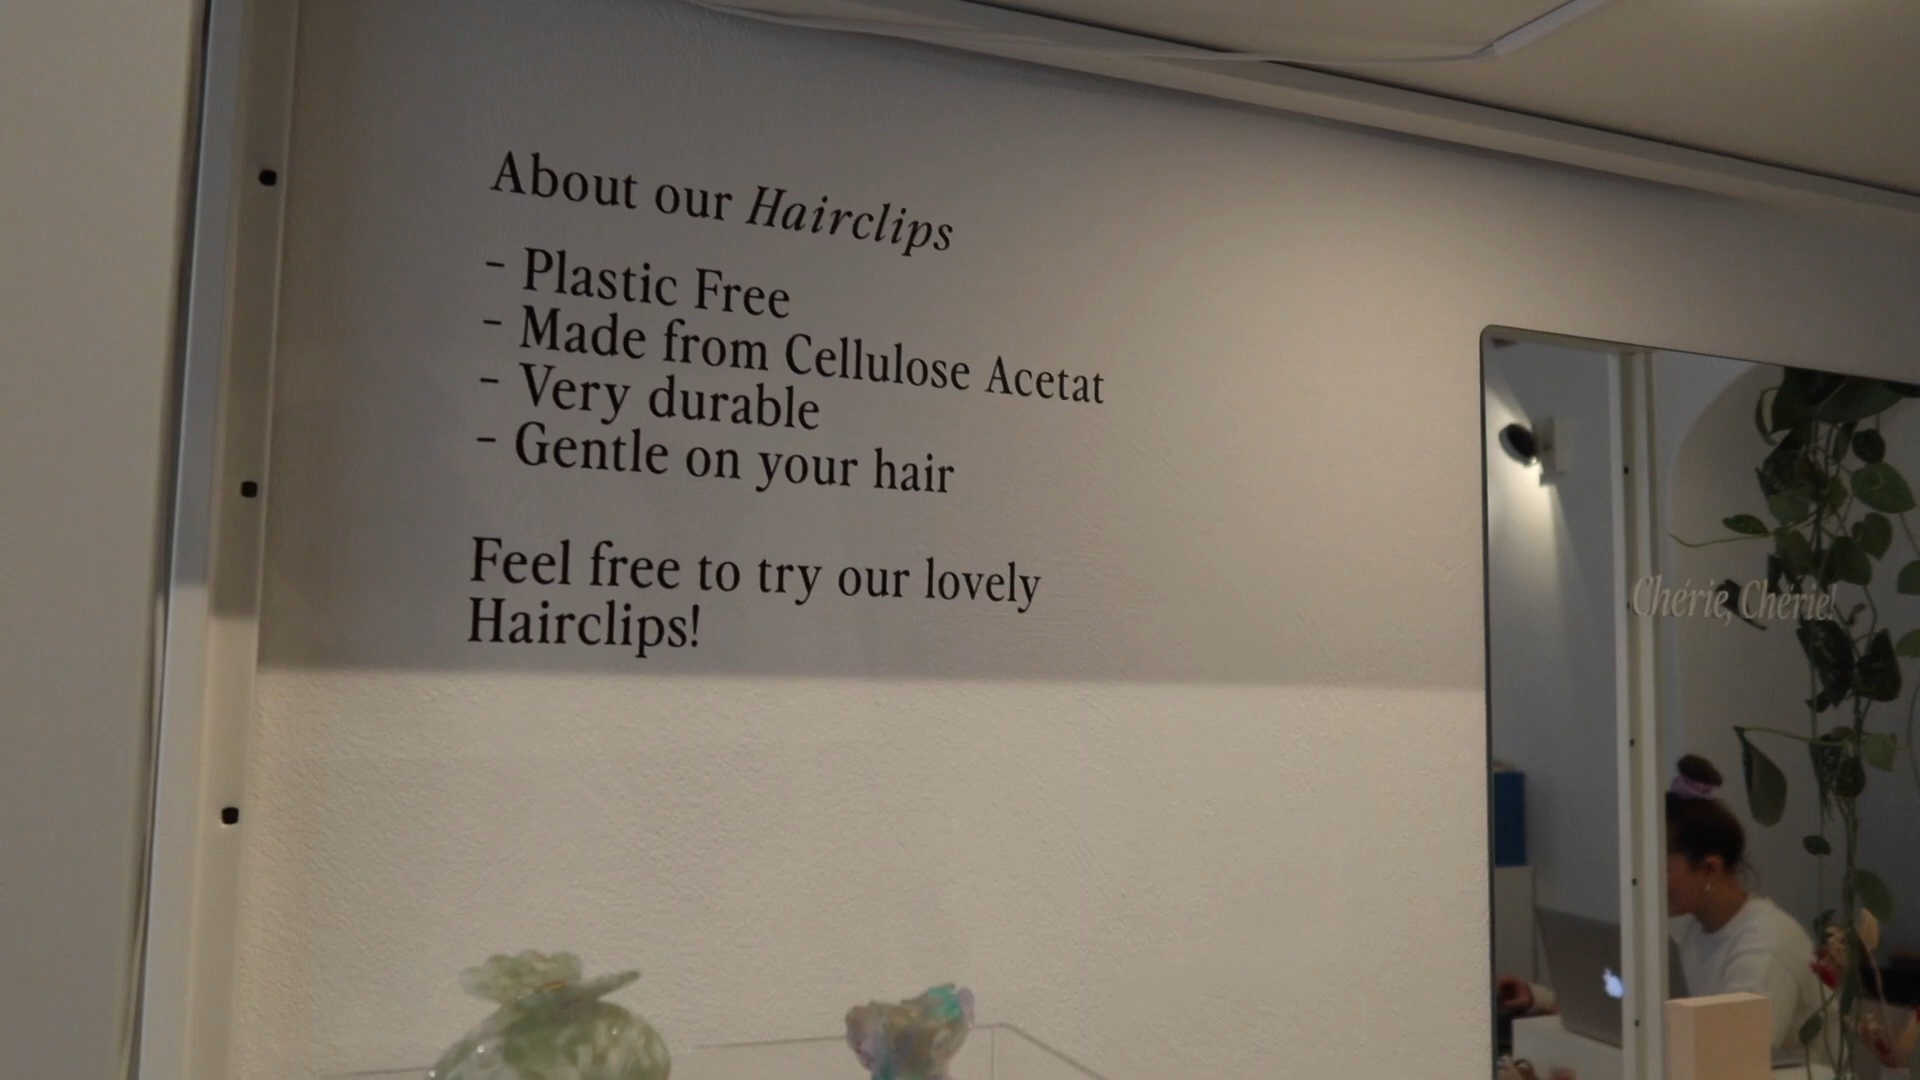 About our Hairclips
- Plastic Free
- Made from Cellulose Acetat
- Very durable
- Gentle on your hair
Feel free to try our lovely
Hairclips!
Chérie, Chérie!